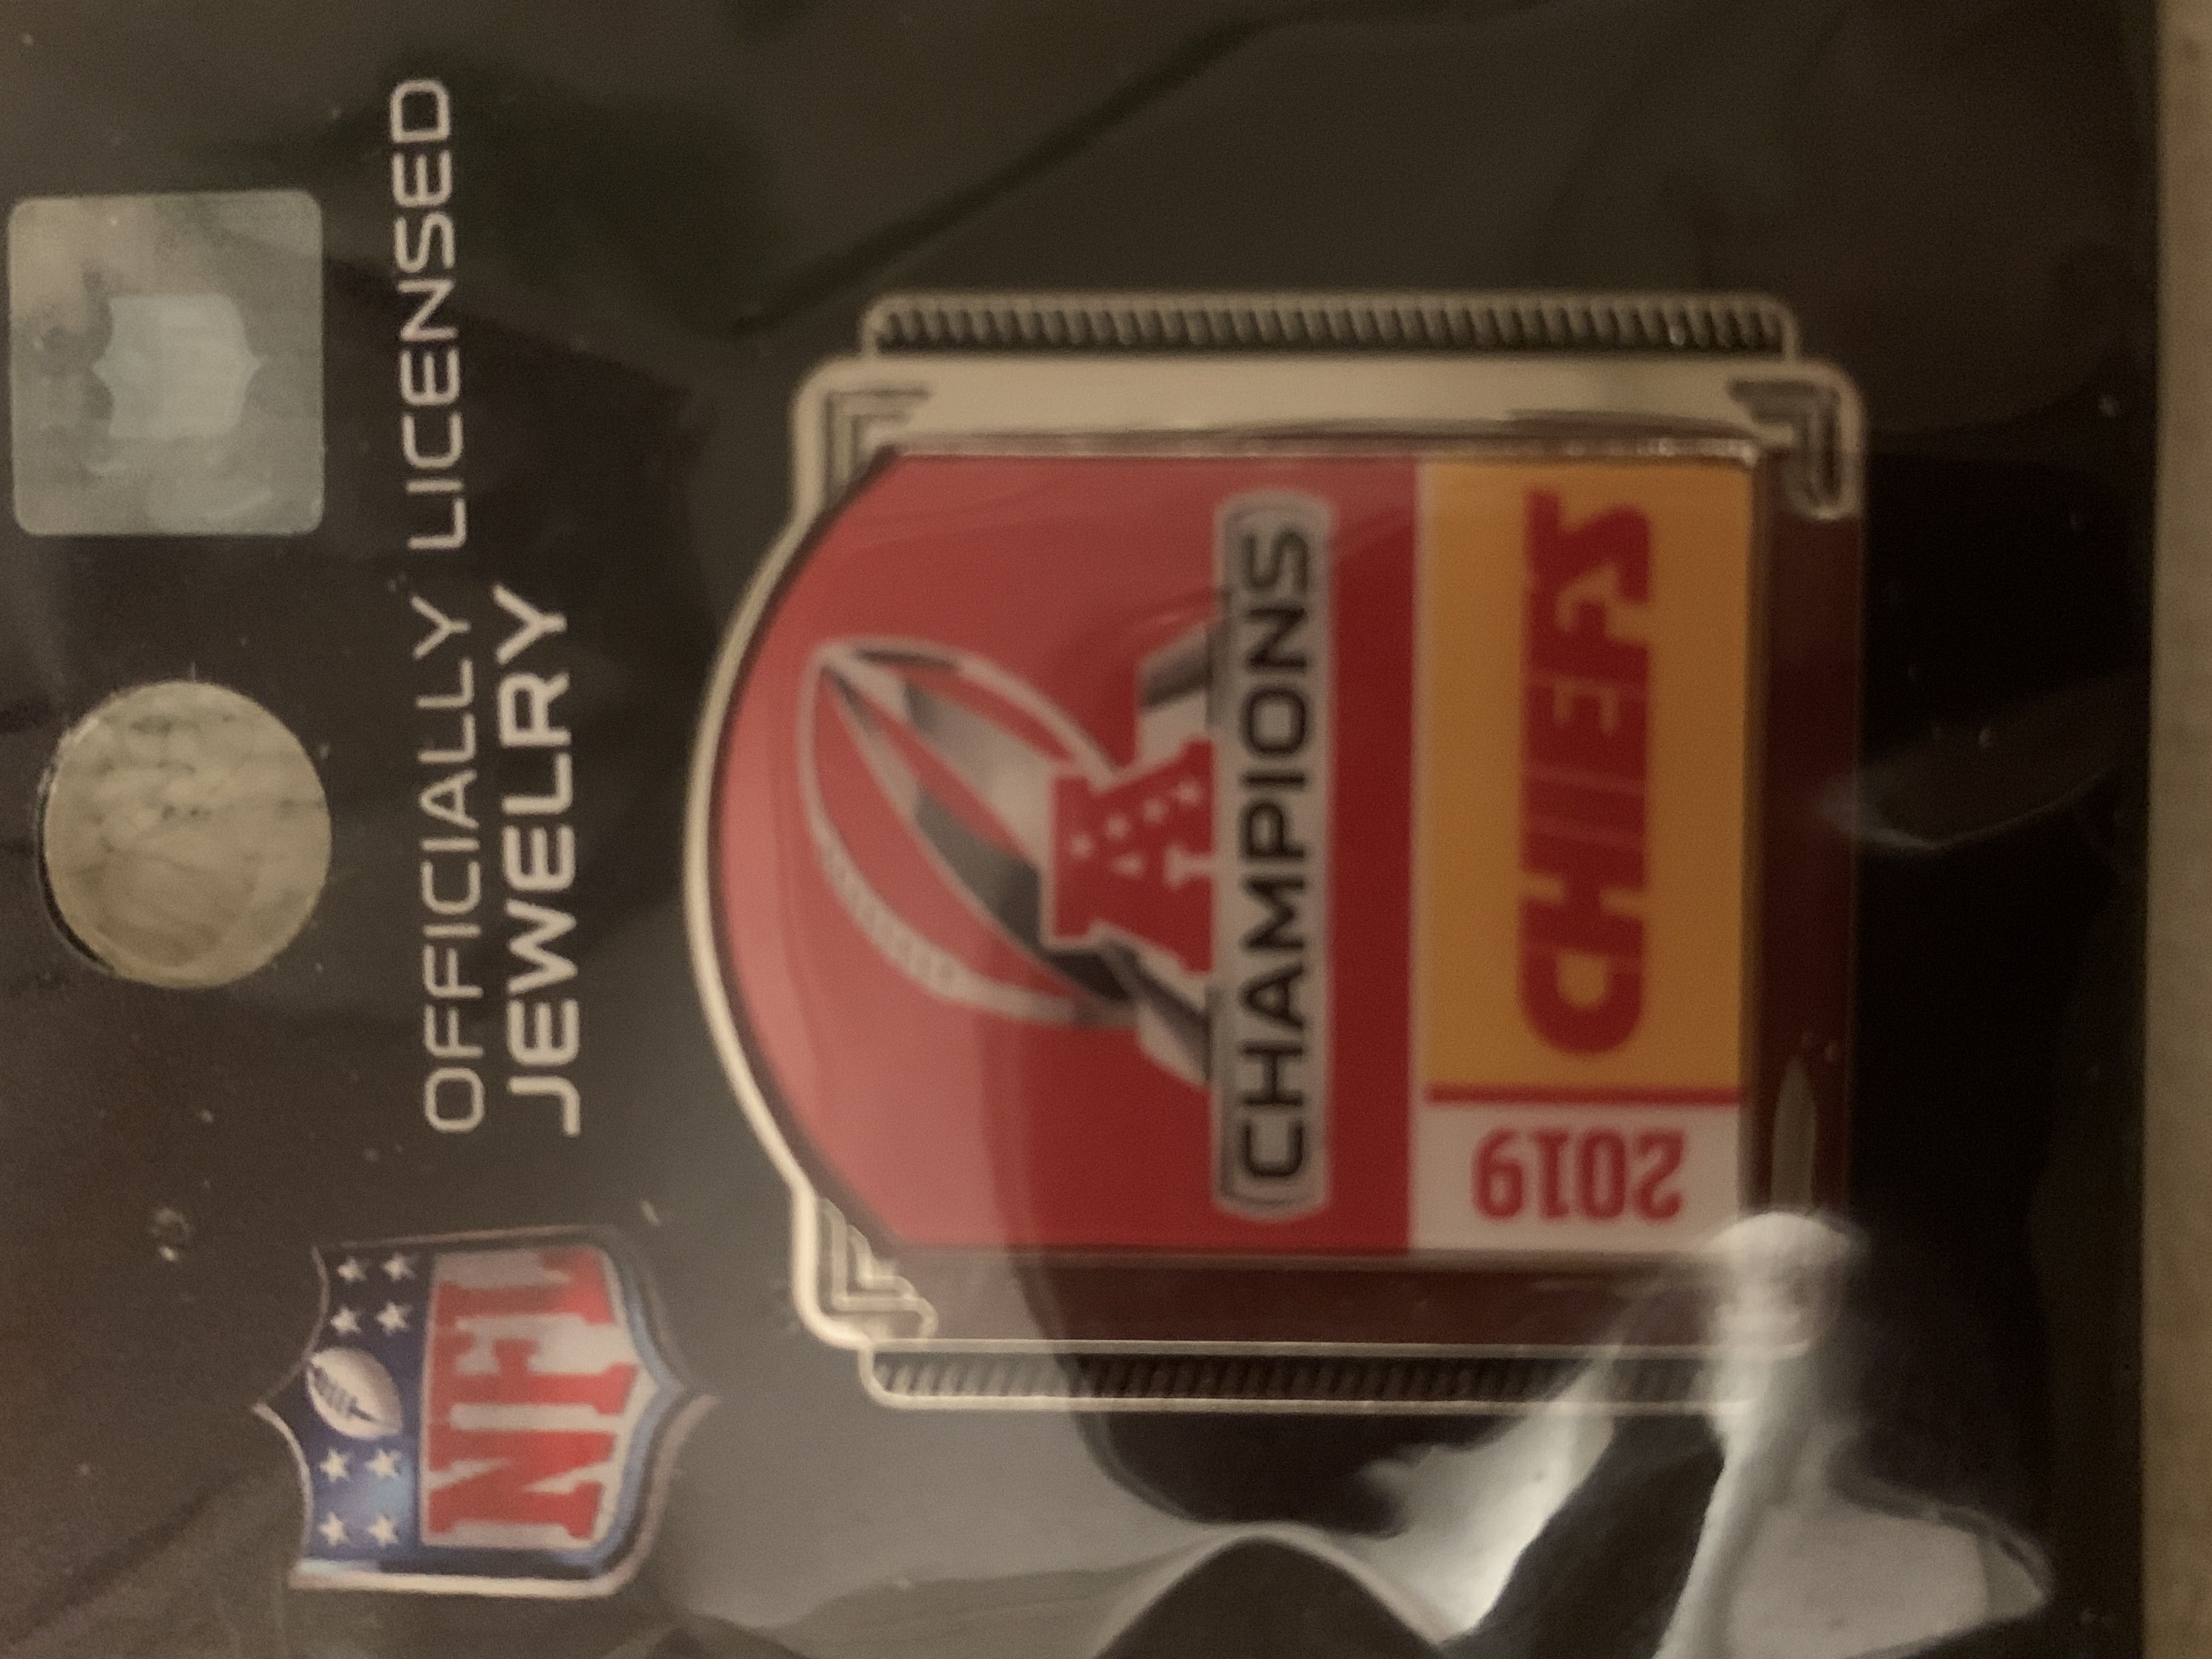 NFL
OFFICIALLY LICENSED
JEWELRY
A
CHAMPIONS
2019 CHIEFS